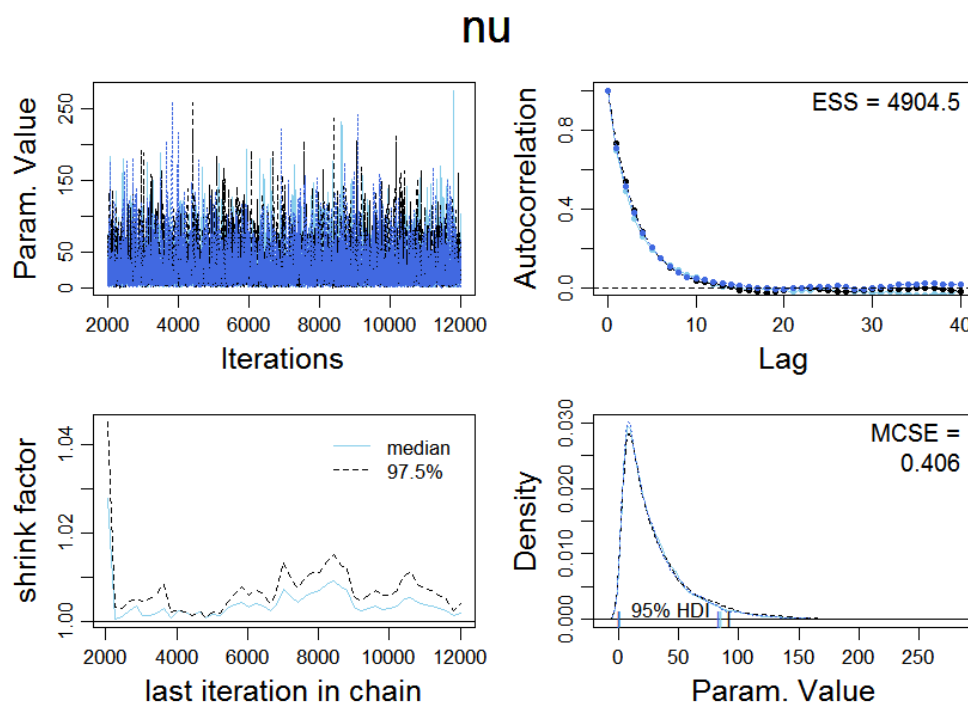 nu
250
150
50
0
Param. Value
2000 4000 6000 8000 10000 12000
Iterations
ESS = 4904.5
0.8
0.4
0.0
Autocorrelation
0 10 20 30 40
Lag
1.04
1.02
1.00
shrink factor
median
97.5%
2000 4000 6000 8000 10000 12000
last iteration in chain
MCSE =
0.406
0.030
0.020
0.010
0.000
Density
95% HDI
0 50 100 150 200 250
Param. Value